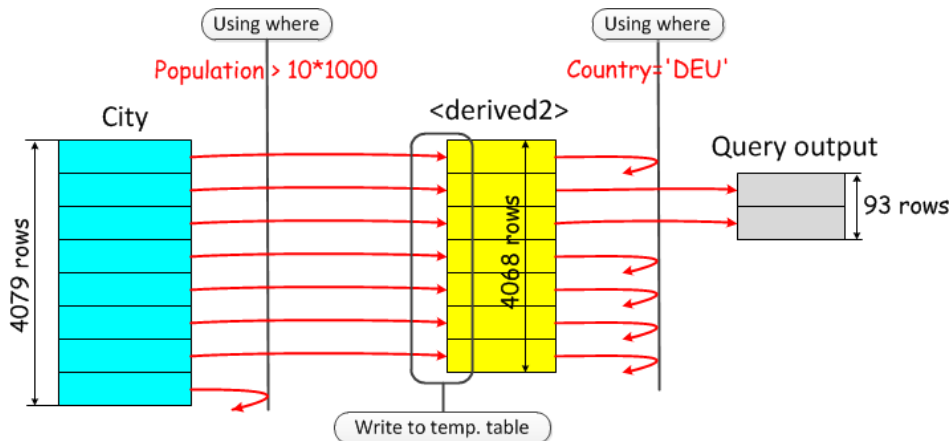 Using where
Using where
Population > 10*1000
Country='DEU'
City
<derived2>
Query output
4079 rows
4068 rows
93 rows
Write to temp. table